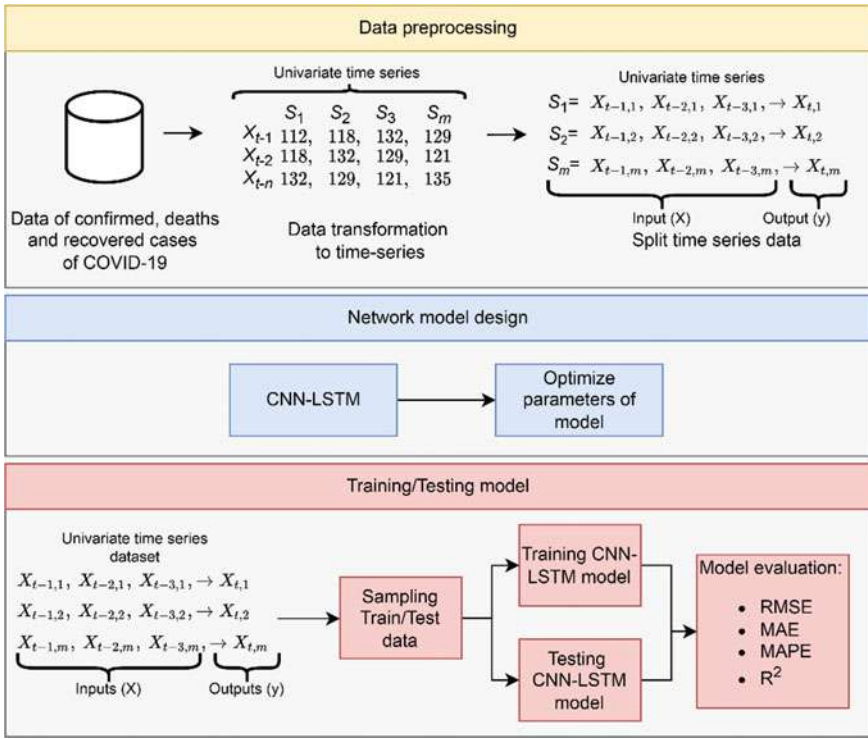 Data preprocessing
Data of confirmed, deaths
and recovered cases
of COVID-19
Univariate time series
S₁ S₂ S₃ Sₘ
Xₜ₋₁ 112, 118, 132, 129
Xₜ₋₂ 118, 132, 129, 121
Xₜ₋ₙ 132, 129, 121, 135
Data transformation
to time-series
Univariate time series
S₁= Xₜ₋₁,₁, Xₜ₋₂,₁, Xₜ₋₃,₁, → Xₜ,₁
S₂= Xₜ₋₁,₂, Xₜ₋₂,₂, Xₜ₋₃,₂, → Xₜ,₂
Sₘ= Xₜ₋₁,ₘ, Xₜ₋₂,ₘ, Xₜ₋₃,ₘ, → Xₜ,ₘ
Input (X) Output (y)
Split time series data
Network model design
CNN-LSTM
Optimize
parameters of
model
Training/Testing model
Univariate time series
dataset
Xₜ₋₁,₁, Xₜ₋₂,₁, Xₜ₋₃,₁, → Xₜ,₁
Xₜ₋₁,₂, Xₜ₋₂,₂, Xₜ₋₃,₂, → Xₜ,₂
Xₜ₋₁,ₘ, Xₜ₋₂,ₘ, Xₜ₋₃,ₘ, → Xₜ,ₘ
Inputs (X) Outputs (y)
Sampling
Train/Test
data
Training CNN-
LSTM model
Testing
CNN-LSTM
model
Model evaluation:
• RMSE
• MAE
• MAPE
• R²